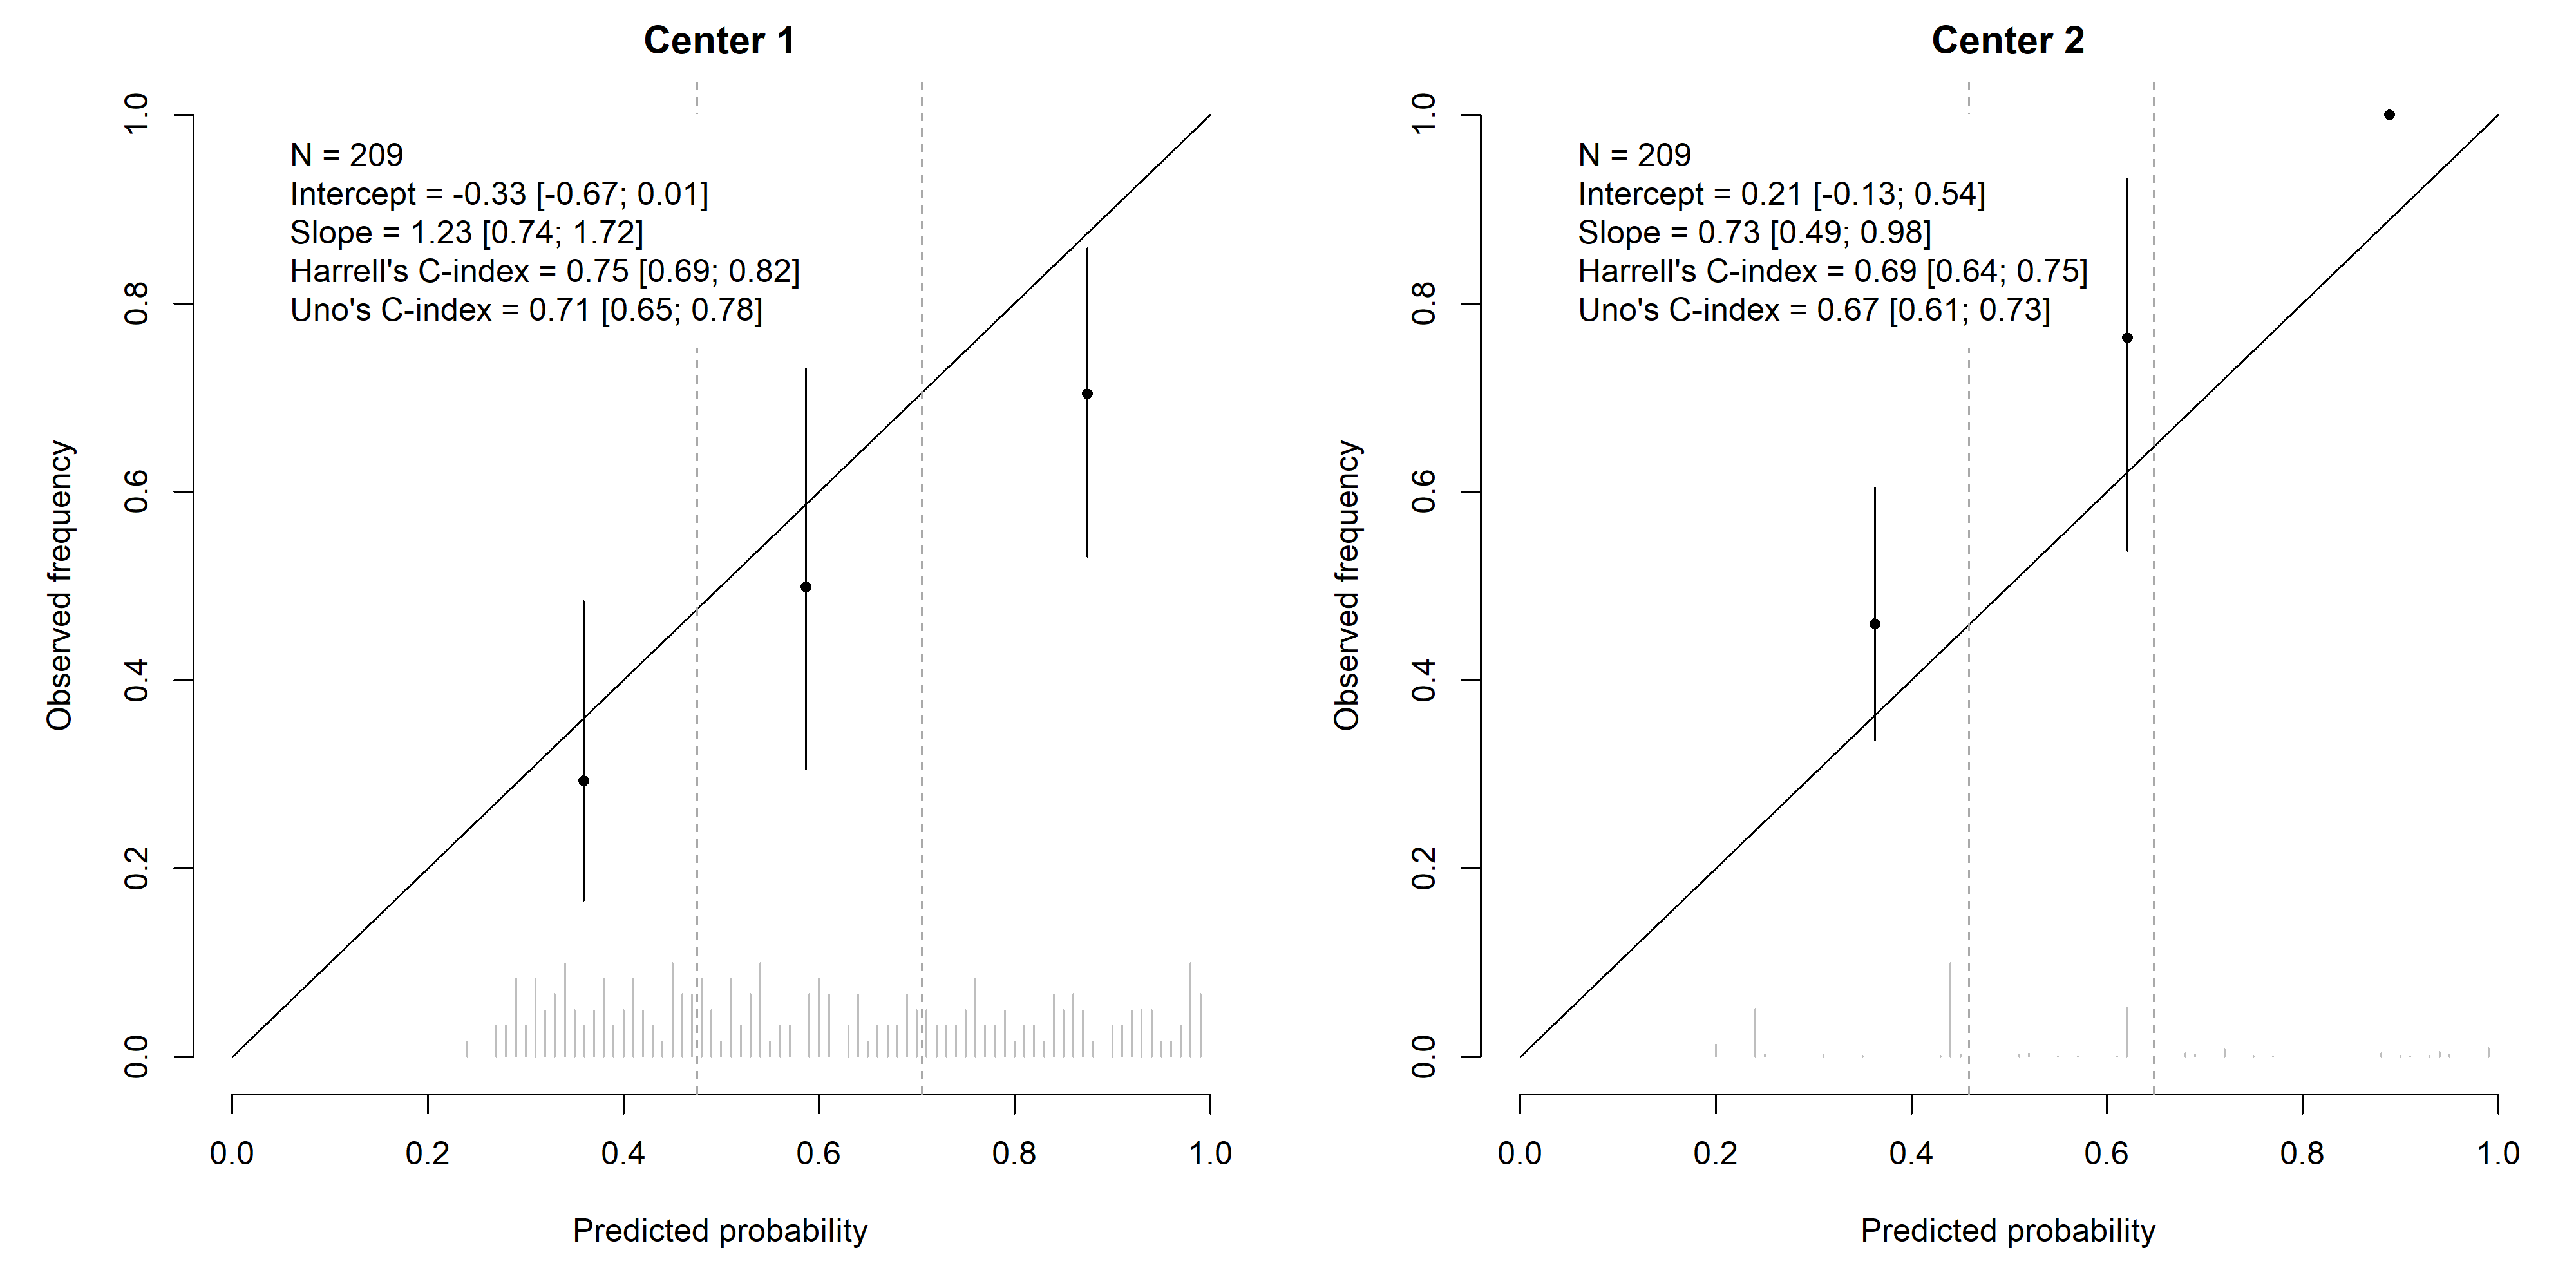 Center 1
N = 209
Intercept = -0.33 [-0.67; 0.01]
Slope = 1.23 [0.74; 1.72]
Harrell's C-index = 0.75 [0.69; 0.82]
Uno's C-index = 0.71 [0.65; 0.78]
Observed frequency
1.0
0.8
0.6
0.4
0.2
0.0
0.0 0.2 0.4 0.6 0.8 1.0
Predicted probability
Center 2
N = 209
Intercept = 0.21 [-0.13; 0.54]
Slope = 0.73 [0.49; 0.98]
Harrell's C-index = 0.69 [0.64; 0.75]
Uno's C-index = 0.67 [0.61; 0.73]
Observed frequency
1.0
0.8
0.6
0.4
0.2
0.0
0.0 0.2 0.4 0.6 0.8 1.0
Predicted probability